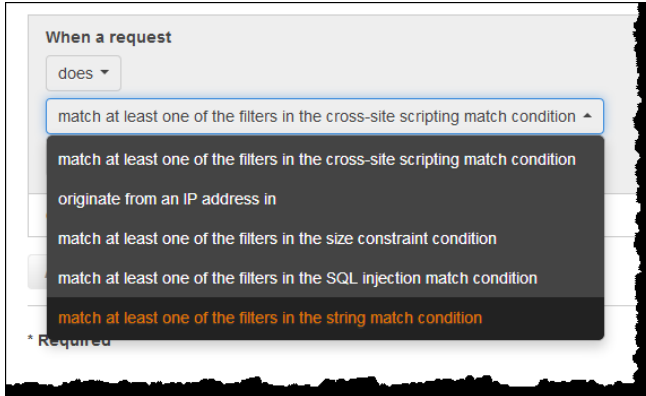 When a request
does
match at least one of the filters in the cross-site scripting match condition
match at least one of the filters in the cross-site scripting match condition
originate from an IP address in
match at least one of the filters in the size constraint condition
match at least one of the filters in the SQL injection match condition
match at least one of the filters in the string match condition
* Required